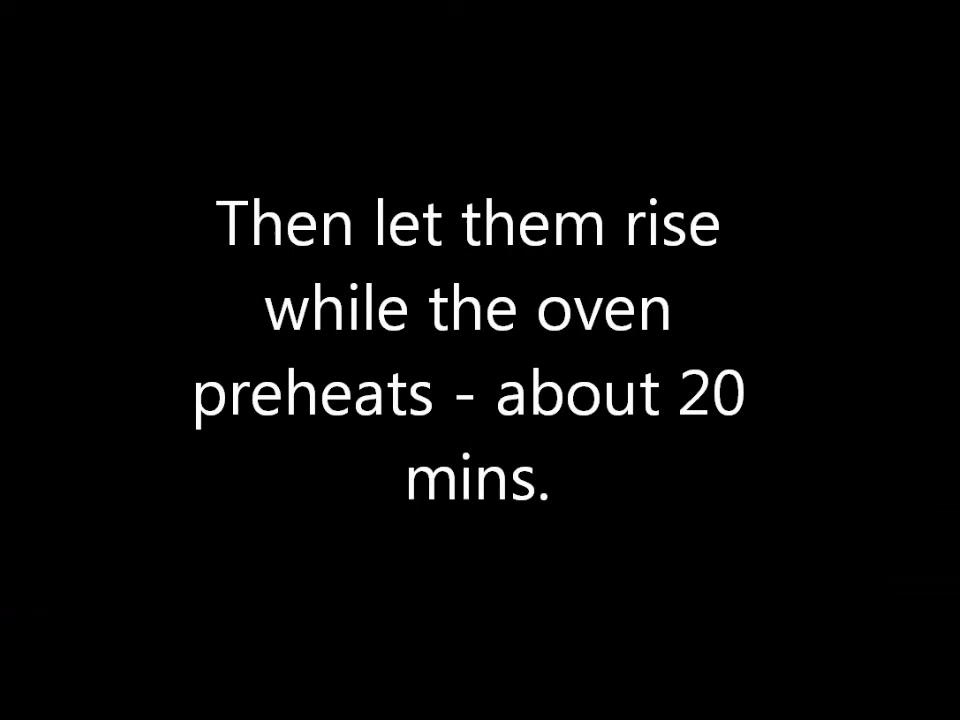 Then let them rise
while the oven
preheats - about 20
mins.